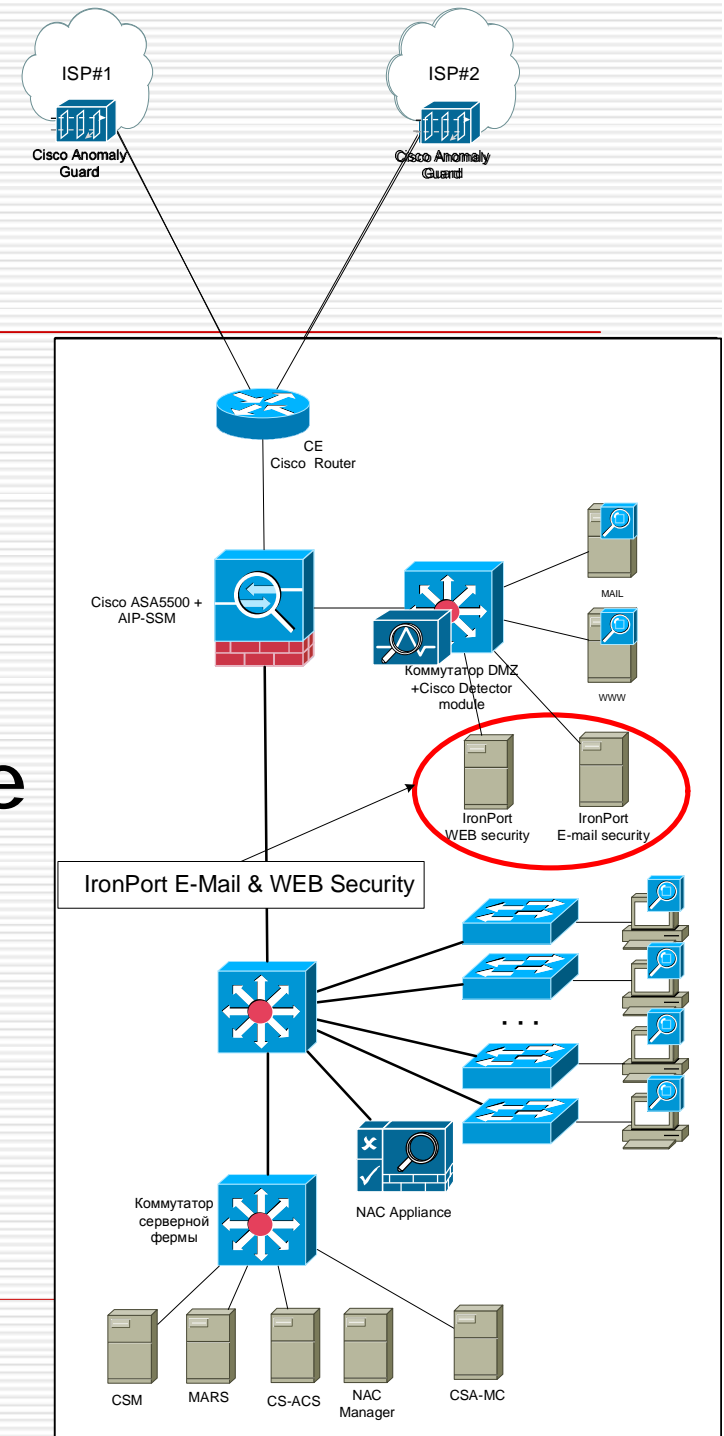 ISP#1
ISP#2
Cisco Anomaly
Guard
Cisco Anomaly
Guard
CE
Cisco Router
Cisco ASA5500 +
AIP-SSM
MAIL
Коммутатор DMZ
+Cisco Detector
module
WWW
e
IronPort
WEB security
IronPort
E-mail security
IronPort E-Mail & WEB Security
. . .
NAC Appliance
Коммутатор
серверной
фермы
CSM
MARS
CS-ACS
NAC
Manager
CSA-MC